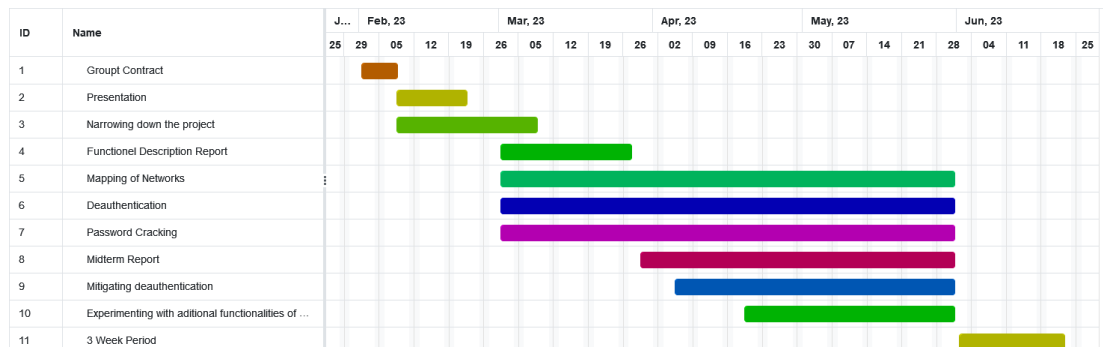 J... Feb, 23 Mar, 23 Apr, 23 May, 23 Jun, 23
ID Name
25 29 05 12 19 26 05 12 19 26 02 09 16 23 30 07 14 21 28 04 11 18 25
1 Groupt Contract
2 Presentation
3 Narrowing down the project
4 Functionel Description Report
5 Mapping of Networks
6 Deauthentication
7 Password Cracking
8 Midterm Report
9 Mitigating deauthentication
10 Experimenting with aditional functionalities of ...
11 3 Week Period